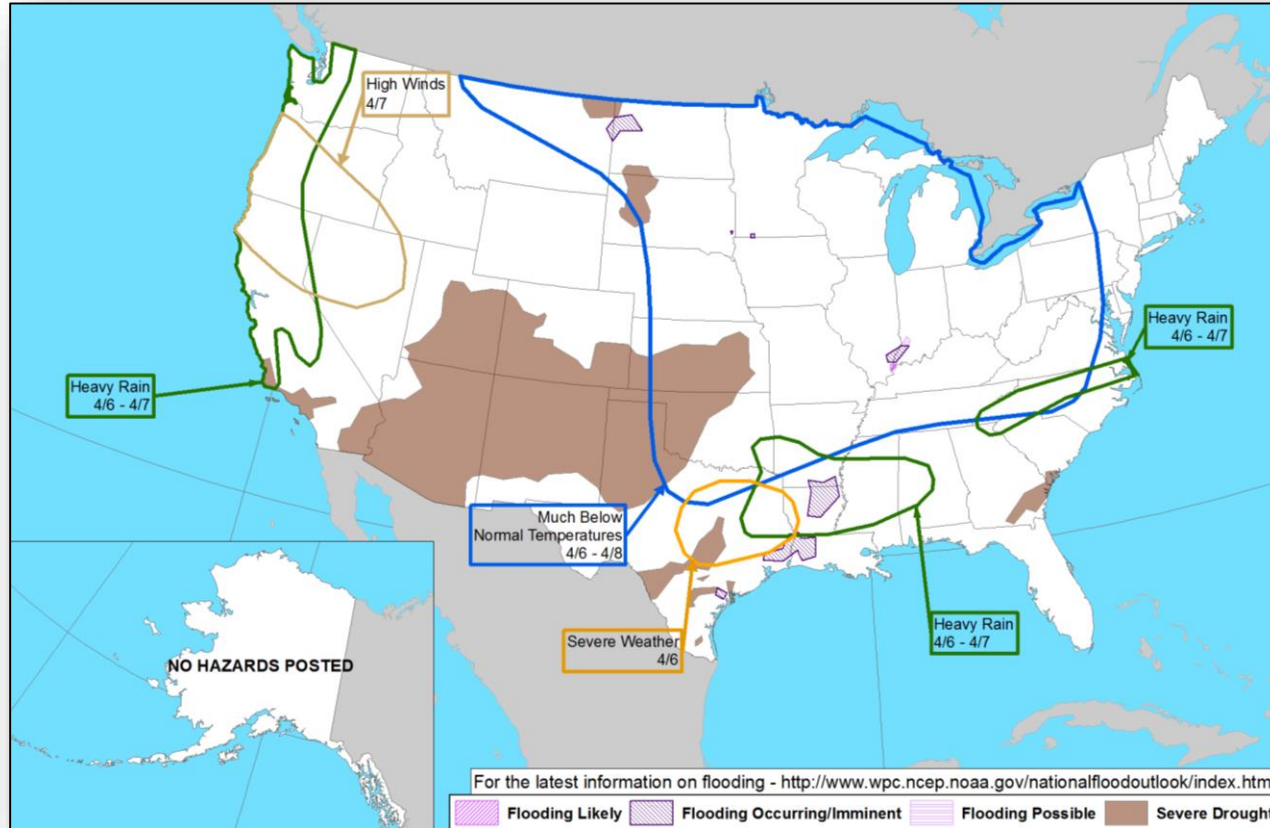 High Winds
4/7
Heavy Rain
4/6 - 4/7
Heavy Rain
4/6 - 4/7
Much Below
Normal Temperatures
4/6 - 4/8
Severe Weather
4/6
Heavy Rain
4/6 - 4/7
NO HAZARDS POSTED
For the latest information on flooding - http://www.wpc.ncep.noaa.gov/nationalfloodoutlook/index.htm
Flooding Likely Flooding Occurring/Imminent Flooding Possible Severe Drought